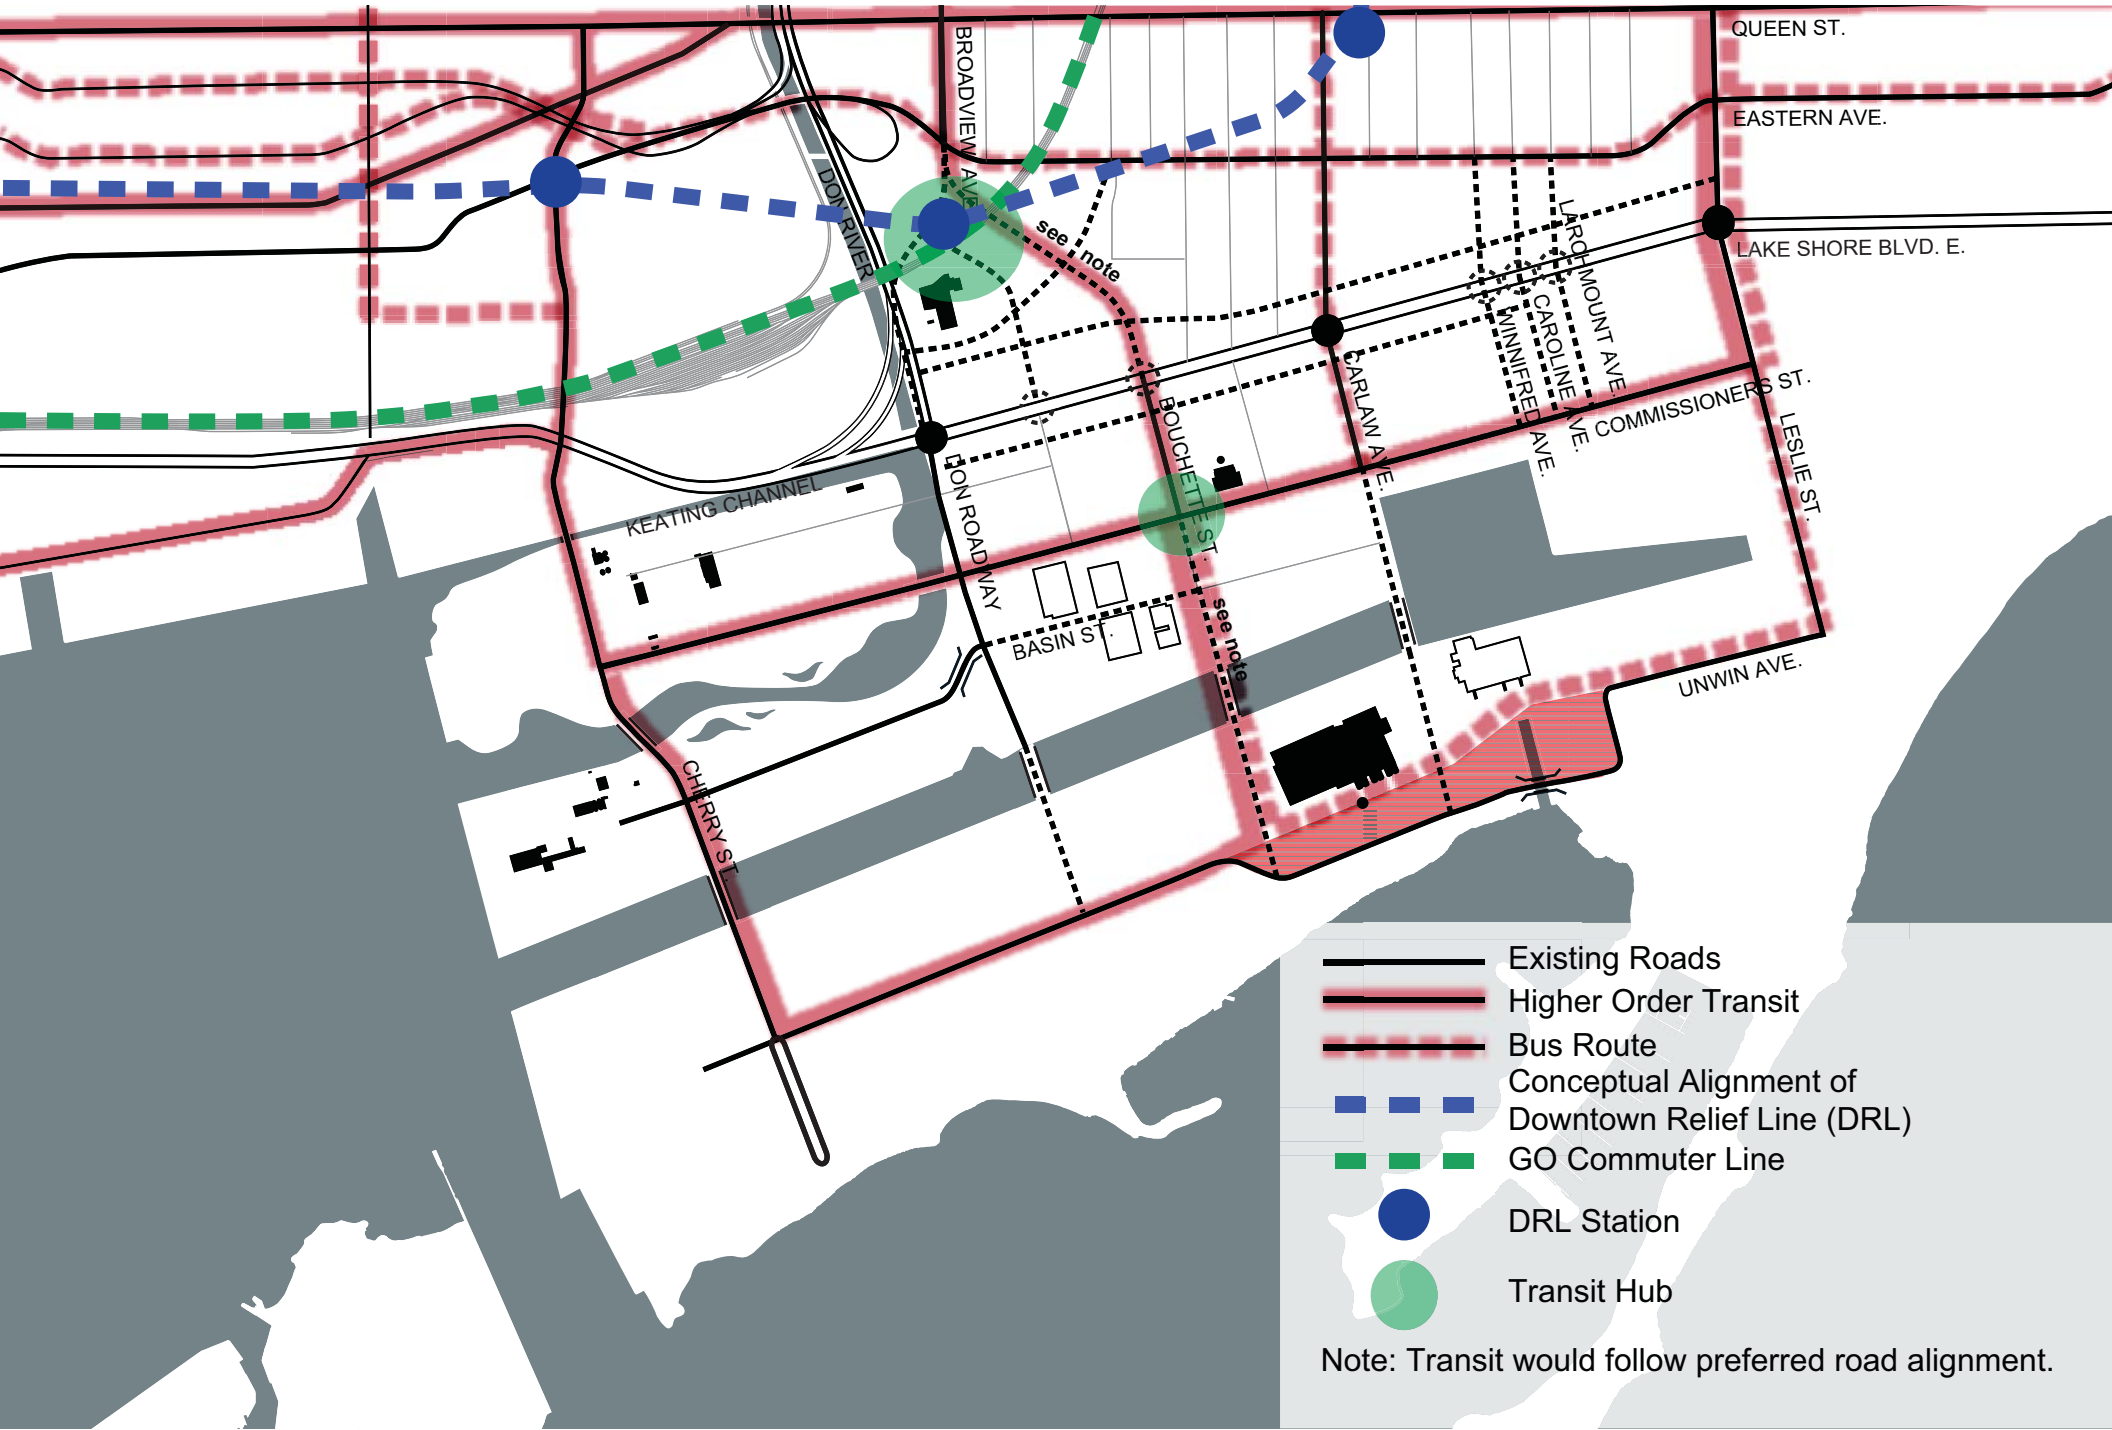 QUEEN ST.
BROADVIEW AVE.
EASTERN AVE.
DON RIVER
see note
LARCHMOUNT AVE.
LAKE SHORE BLVD. E.
WINNIFRED AVE.
CAROLINE AVE.
CARLAW AVE.
BOUCHETTE ST.
COMMISSIONERS ST.
LESLIE ST.
KEATING CHANNEL
DON ROADWAY
BASIN ST.
see note
UNWIN AVE.
CHERRY ST.
Existing Roads
Higher Order Transit
Bus Route
Conceptual Alignment of
Downtown Relief Line (DRL)
GO Commuter Line
DRL Station
Transit Hub
Note: Transit would follow preferred road alignment.